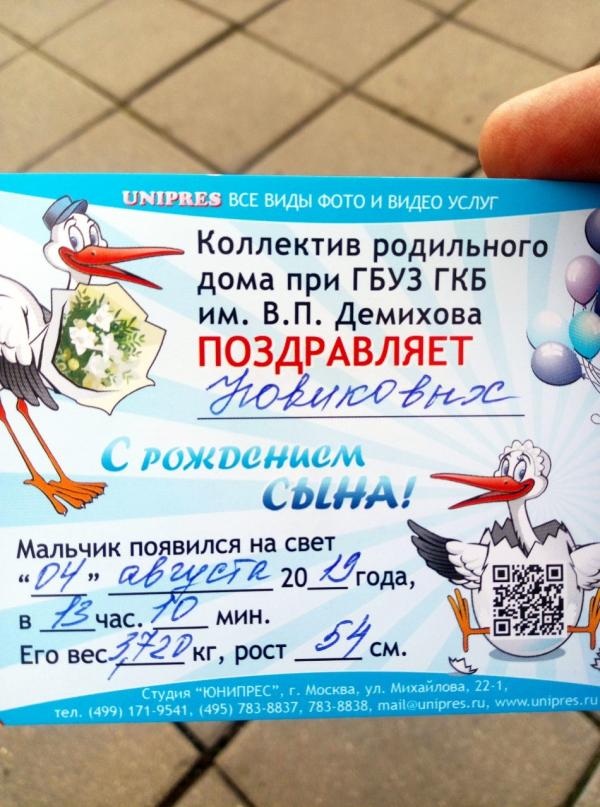 UNIPRES ВСЕ ВИДЫ ФОТО И ВИДЕО УСЛУГ
Коллектив родильного
дома при ГБУЗ ГКБ
им. В.П. Демихова
ПОЗДРАВЛЯЕТ
Новиковых
С РОЖДЕНИЕМ
СЫНА!
Мальчик появился на свет
“04” августа 2019 года,
в 13 час. 10 мин.
Его вес 3,720 кг, рост 54 см.
Студия “ЮНИПРЕС”, г. Москва, ул. Михайлова, 22-1,
тел. (499) 171-9541, (495) 783-8837, 783-8838, mail@unipres.ru, www.unipres.ru